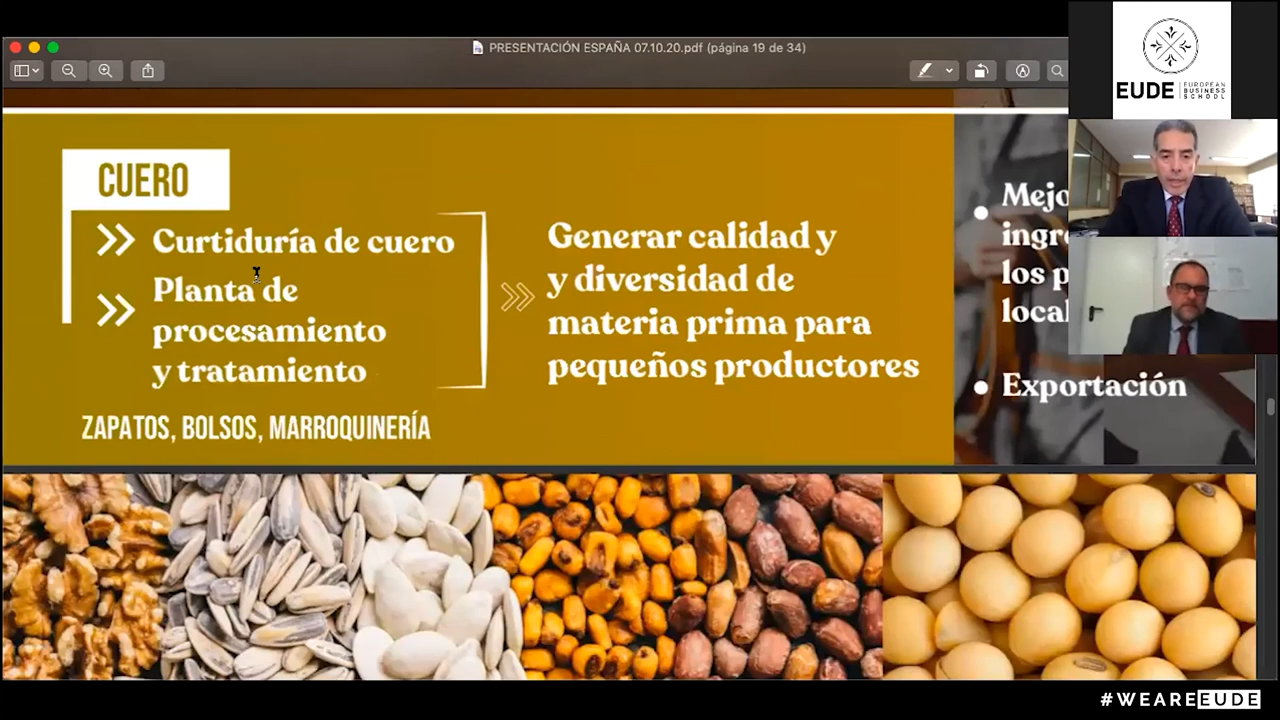 PRESENTACIÓN ESPAÑA 07.10.20.pdf (página 19 de 34)
EUDE
EUROPEAN
BUSINESS
SCHOOL
CUERO
Curtiduría de cuero
Planta de
procesamiento
y tratamiento
ZAPATOS, BOLSOS, MARROQUINERÍA
Generar calidad y
y diversidad de
materia prima para
pequeños productores
Exportación
#WEAREEUDE